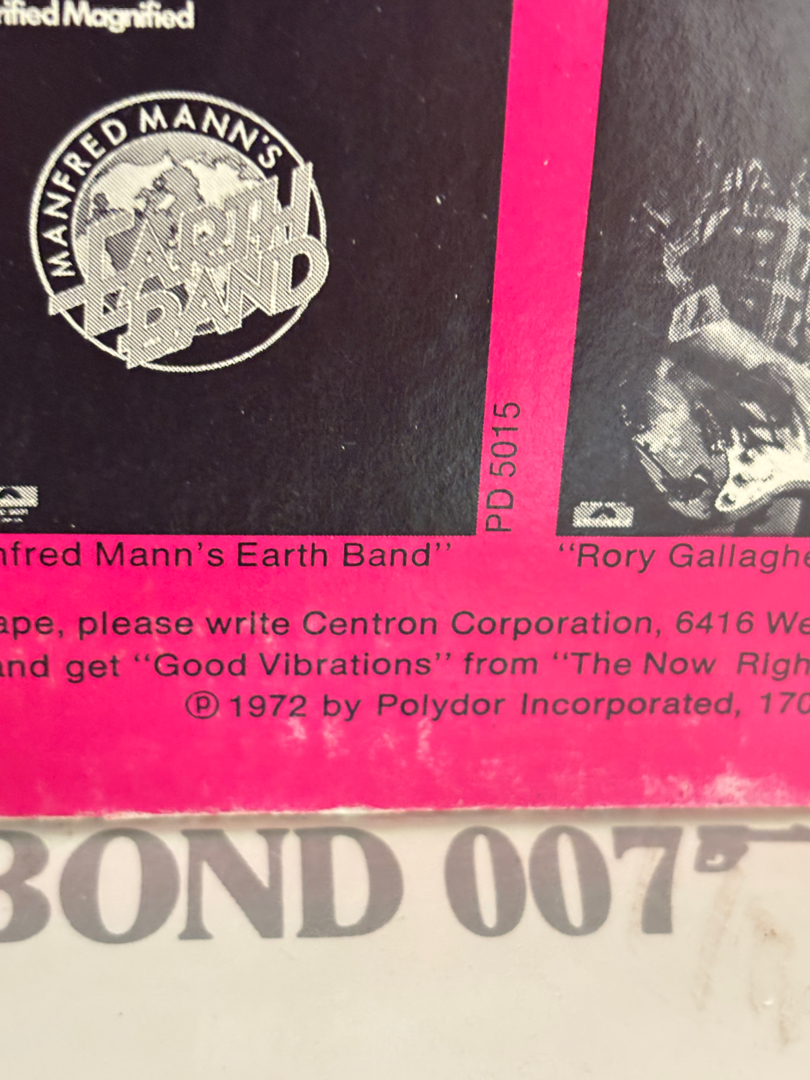 rified Magnified
MANFRED MANN'S
EARTH
BAND
PD 5015
nfred Mann's Earth Band"
"Rory Gallaghe
ape, please write Centron Corporation, 6416 We
and get "Good Vibrations" from "The Now Righ
℗ 1972 by Polydor Incorporated, 170
BOND 007